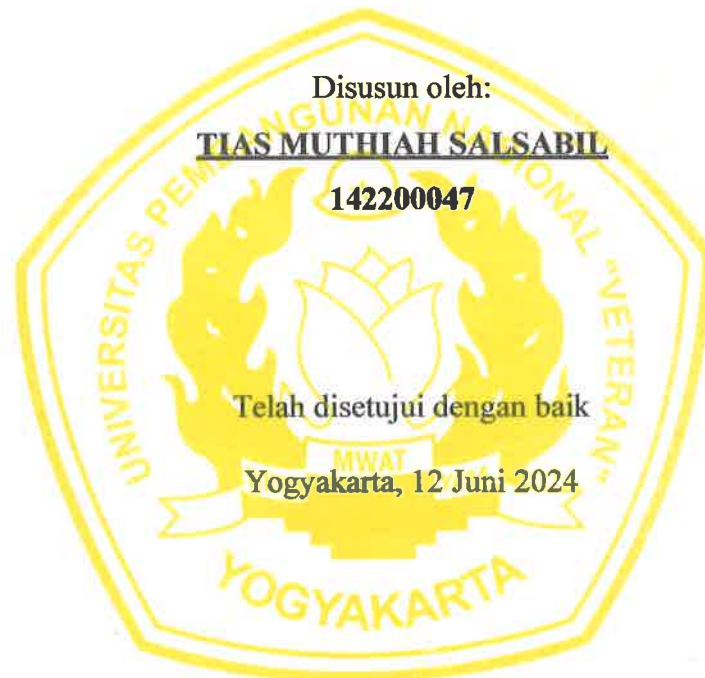 Disusun oleh:
TIAS MUTHIAH SALSABIL
142200047
Telah disetujui dengan baik
Yogyakarta, 12 Juni 2024
UNIVERSITAS PEMBANGUNAN NASIONAL "VETERAN"
MWAT
YOGYAKARTA